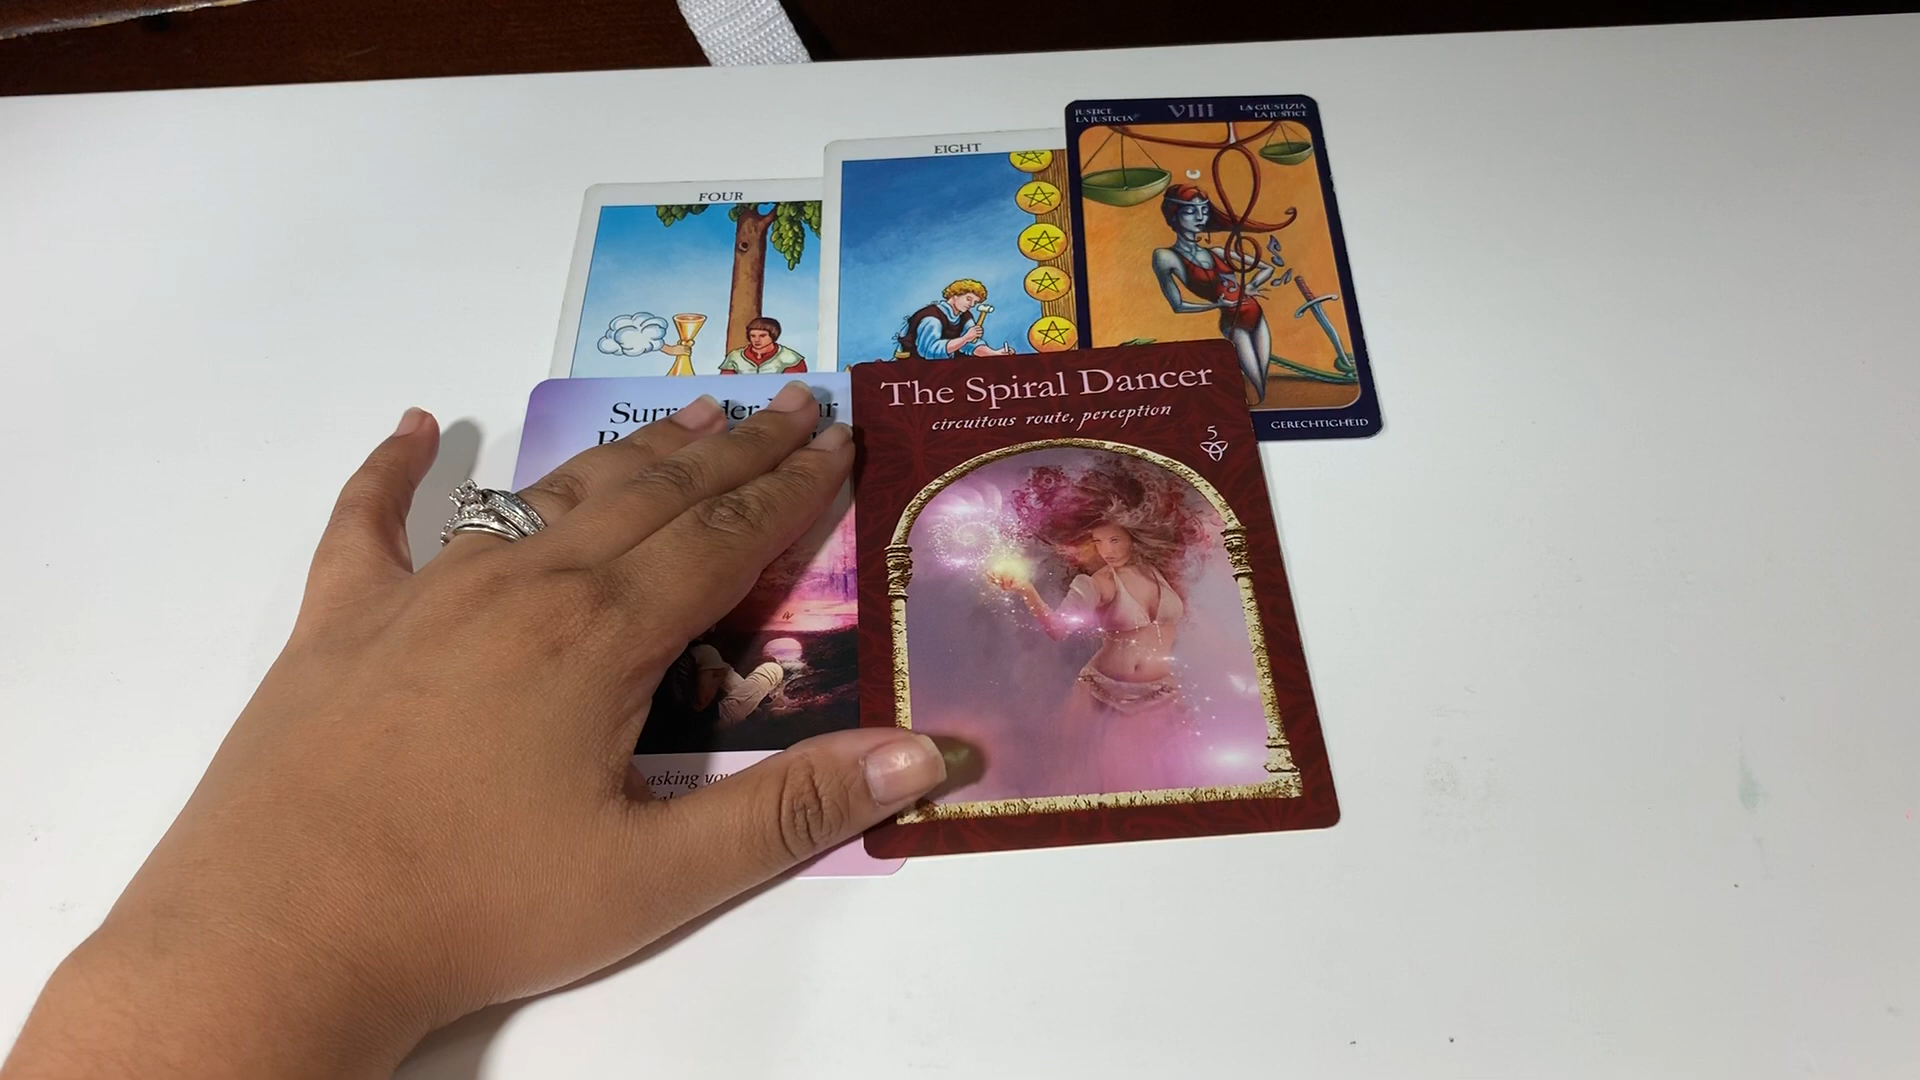 JUSTICE
LA JUSTICIA
VIII
LA GIUSTIZIA
LA JUSTICE
EIGHT
FOUR
GERECHTIGHEID
The Spiral Dancer
circuitous route, perception
5
asking